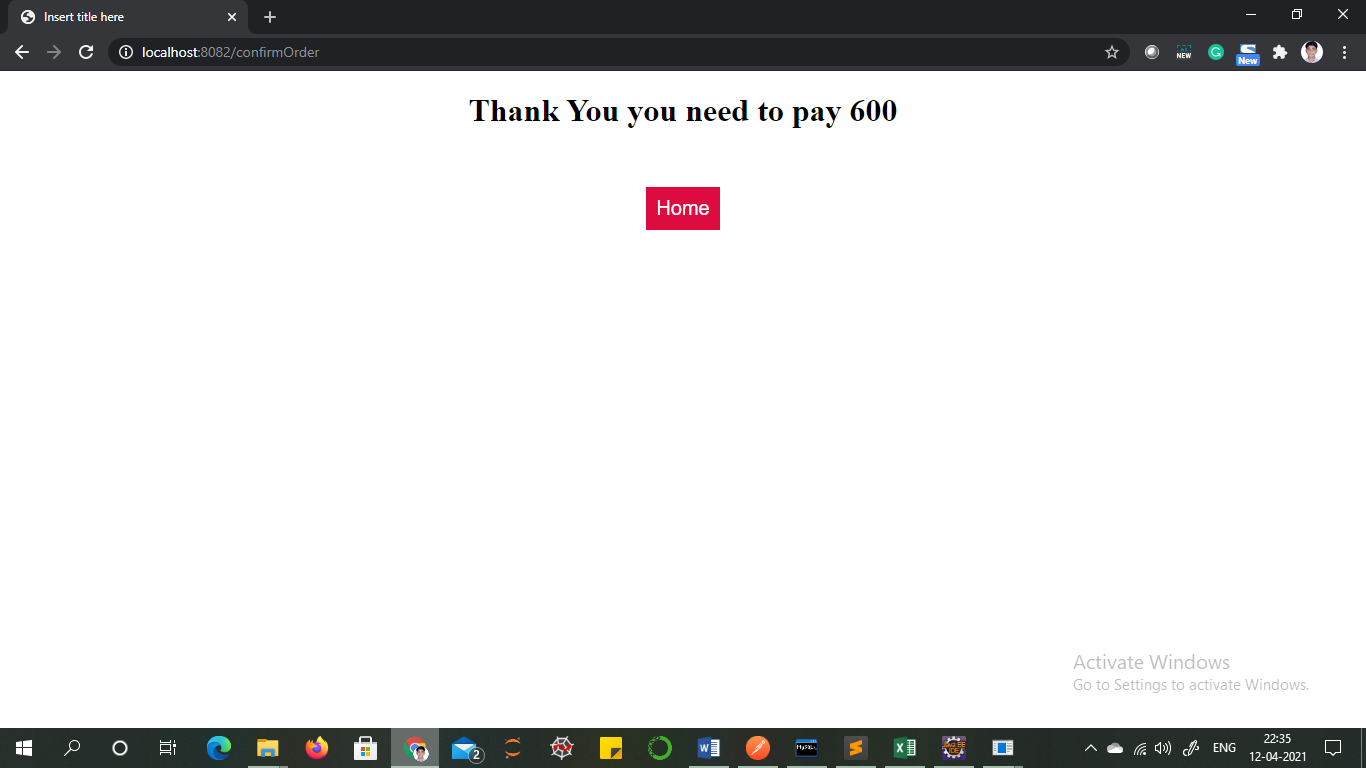 Insert title here
localhost:8082/confirmOrder
NEW
New
Thank You you need to pay 600
Home
Activate Windows
Go to Settings to activate Windows.
2
ENG
22:35
12-04-2021